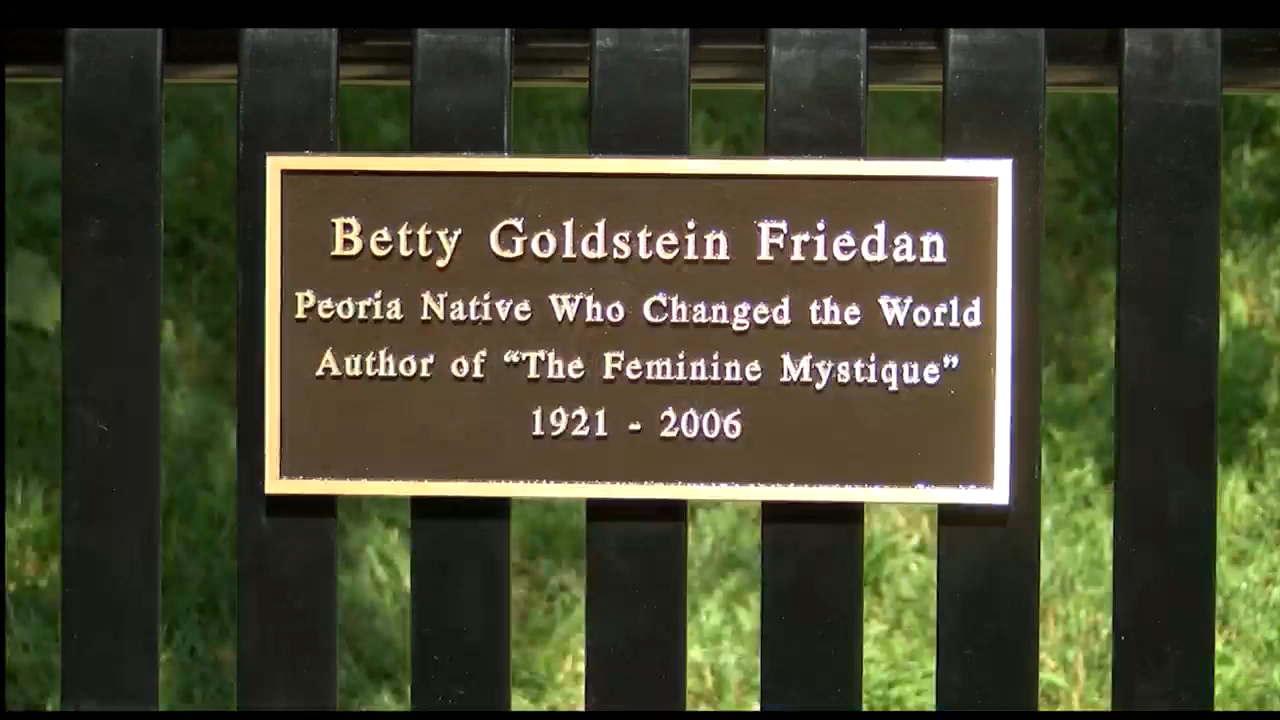 Betty Goldstein Friedan
Peoria Native Who Changed the World
Author of “The Feminine Mystique”
1921 - 2006